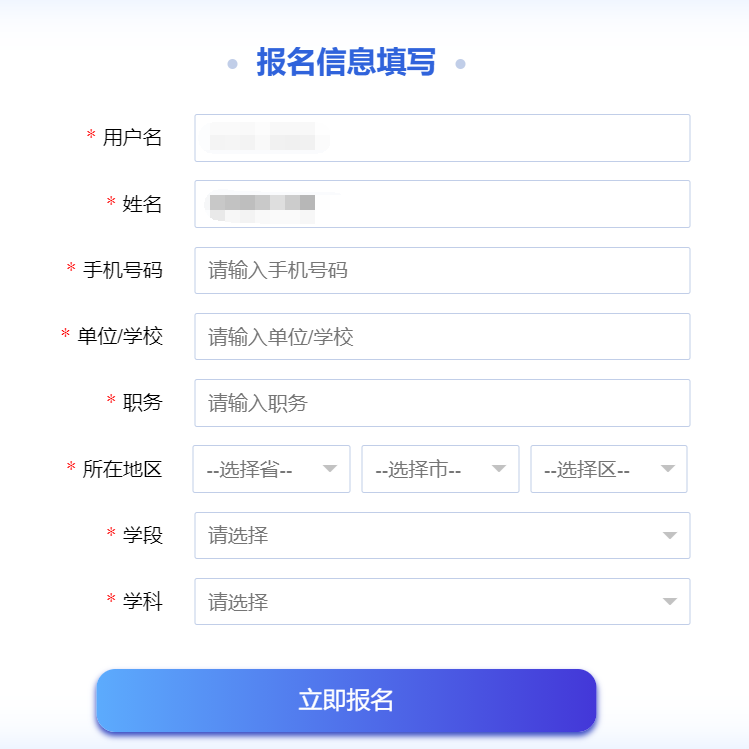 报名信息填写
* 用户名
* 姓名
* 手机号码 请输入手机号码
* 单位/学校 请输入单位/学校
* 职务 请输入职务
* 所在地区 --选择省-- --选择市-- --选择区--
* 学段 请选择
* 学科 请选择
立即报名